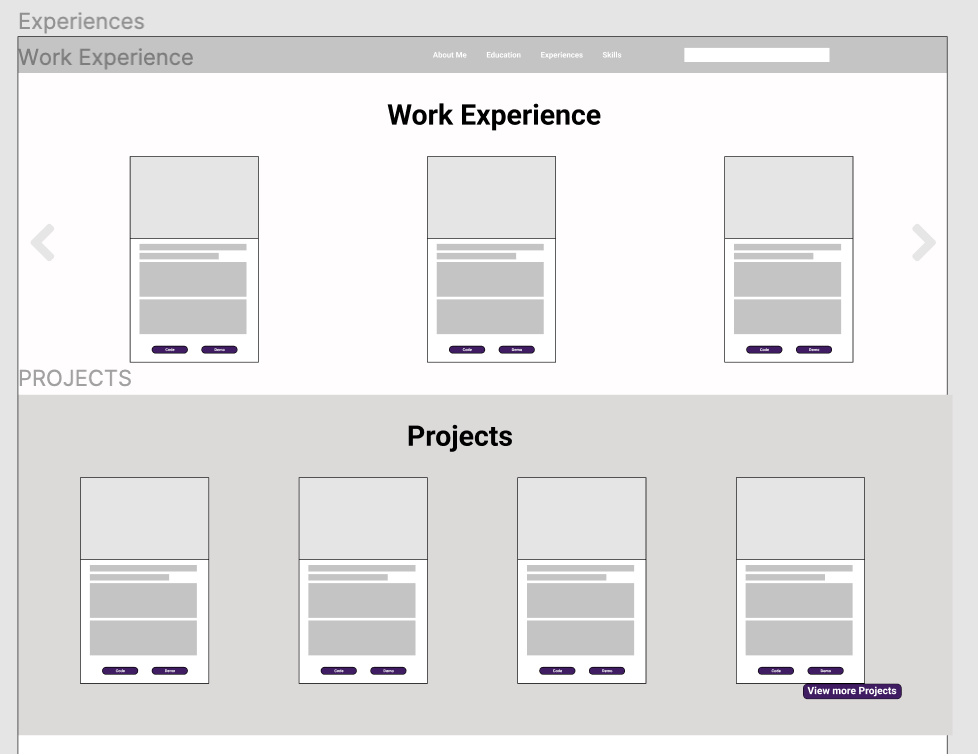 Experiences
Work Experience
About Me Education Experiences Skills
Work Experience
Code Demo Code Demo Code Demo
PROJECTS
Projects
Code Demo Code Demo Code Demo Code Demo
View more Projects